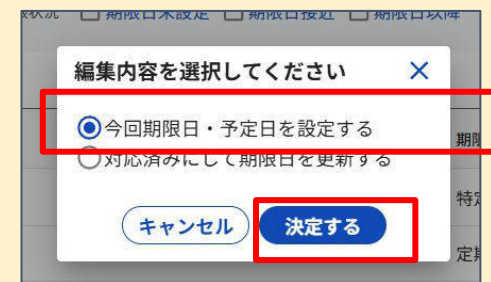 状況 期限日未設定 期限日接近 期限日以降
編集内容を選択してください
今回期限日・予定日を設定する
対応済みにして期限日を更新する
期限
特定
キャンセル 決定する
定期